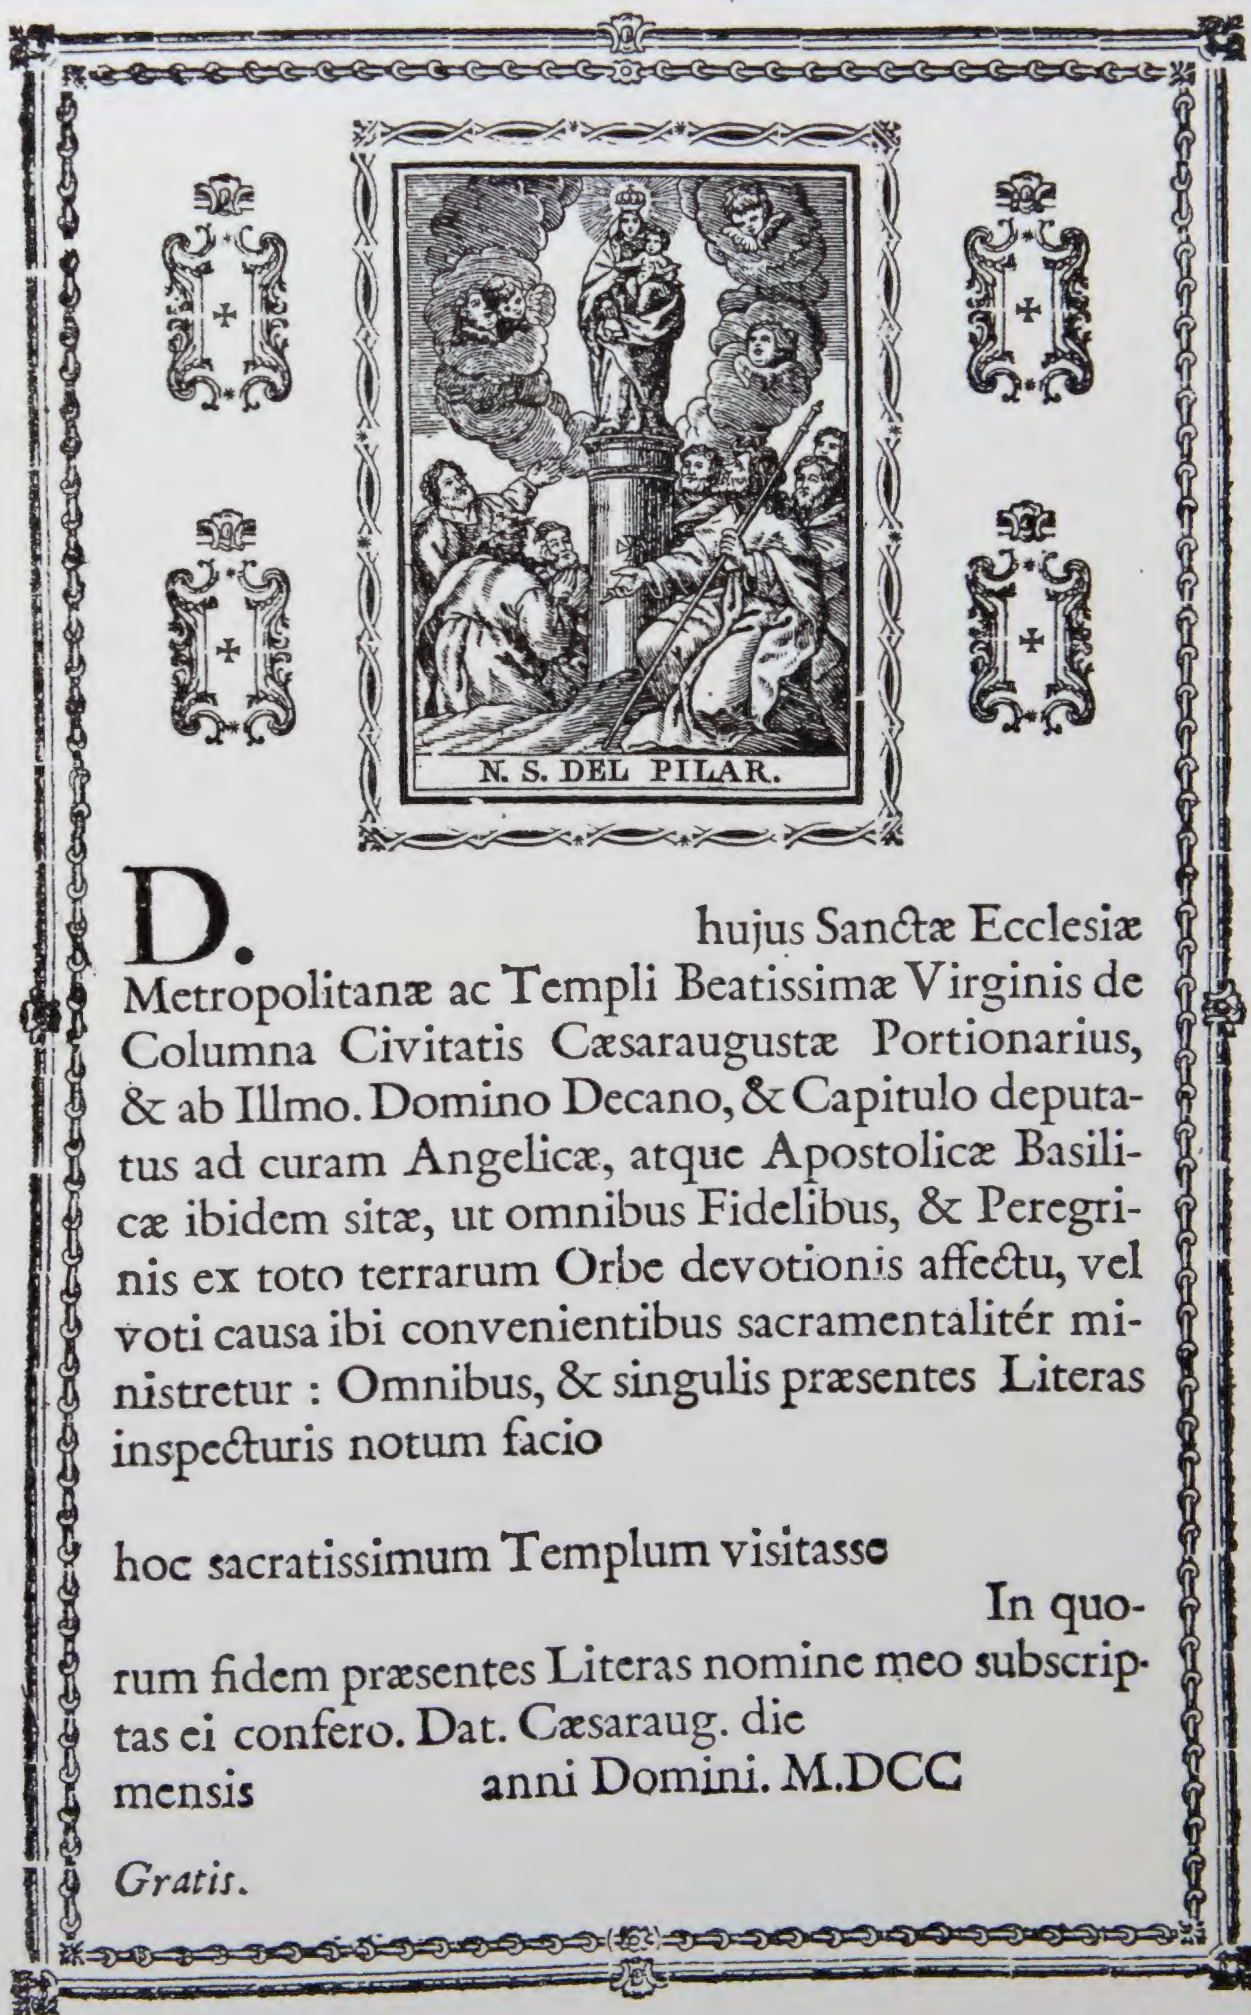 N. S. DEL PILAR.
D. hujus Sanctæ Ecclesiæ
Metropolitanæ ac Templi Beatissimæ Virginis de
Columna Civitatis Cæsaraugustæ Portionarius,
& ab Illmo. Domino Decano, & Capitulo deputa-
tus ad curam Angelicæ, atque Apostolicæ Basili-
cæ ibidem sitæ, ut omnibus Fidelibus, & Peregri-
nis ex toto terrarum Orbe devotionis affectu, vel
voti causa ibi convenientibus sacramentalitér mi-
nistretur : Omnibus, & singulis præsentes Literas
inspecturis notum facio
hoc sacratissimum Templum visitasse
In quo-
rum fidem præsentes Literas nomine meo subscrip-
tas ei confero. Dat. Cæsaraug. die
mensis anni Domini. M.DCC
Gratis.